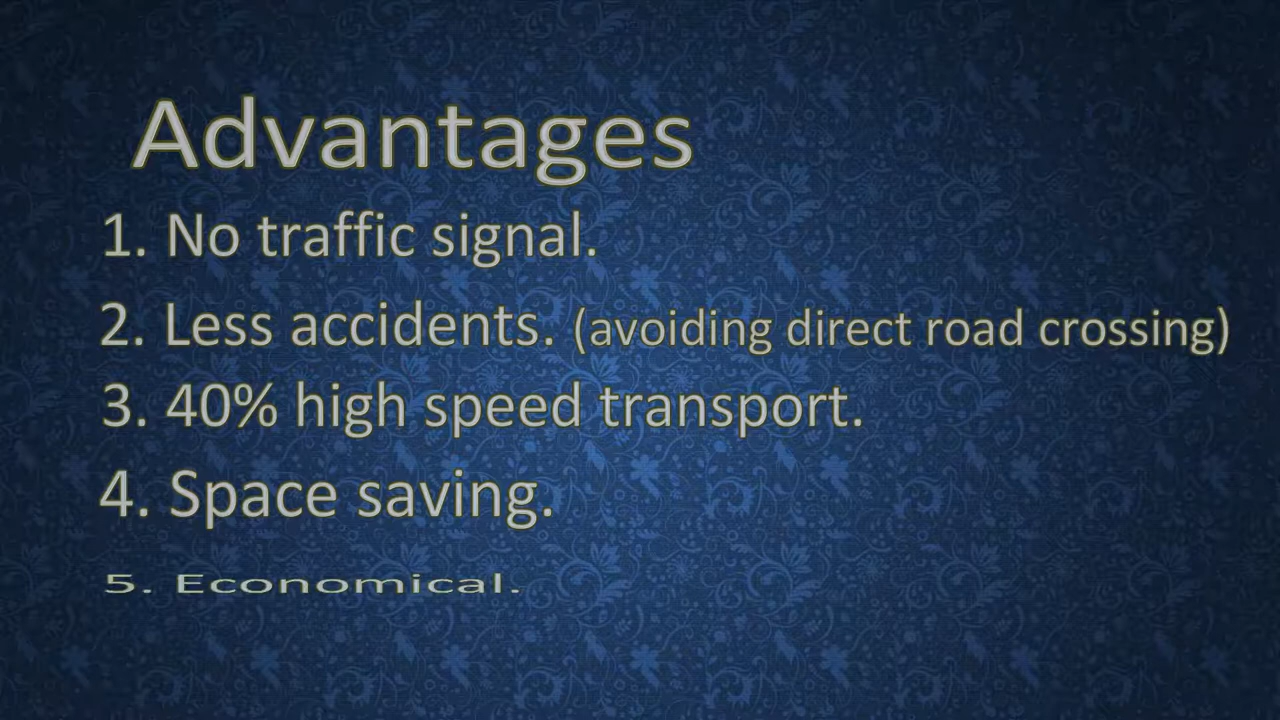 Advantages
1. No traffic signal.
2. Less accidents. (avoiding direct road crossing)
3. 40% high speed transport.
4. Space saving.
5. Economical.